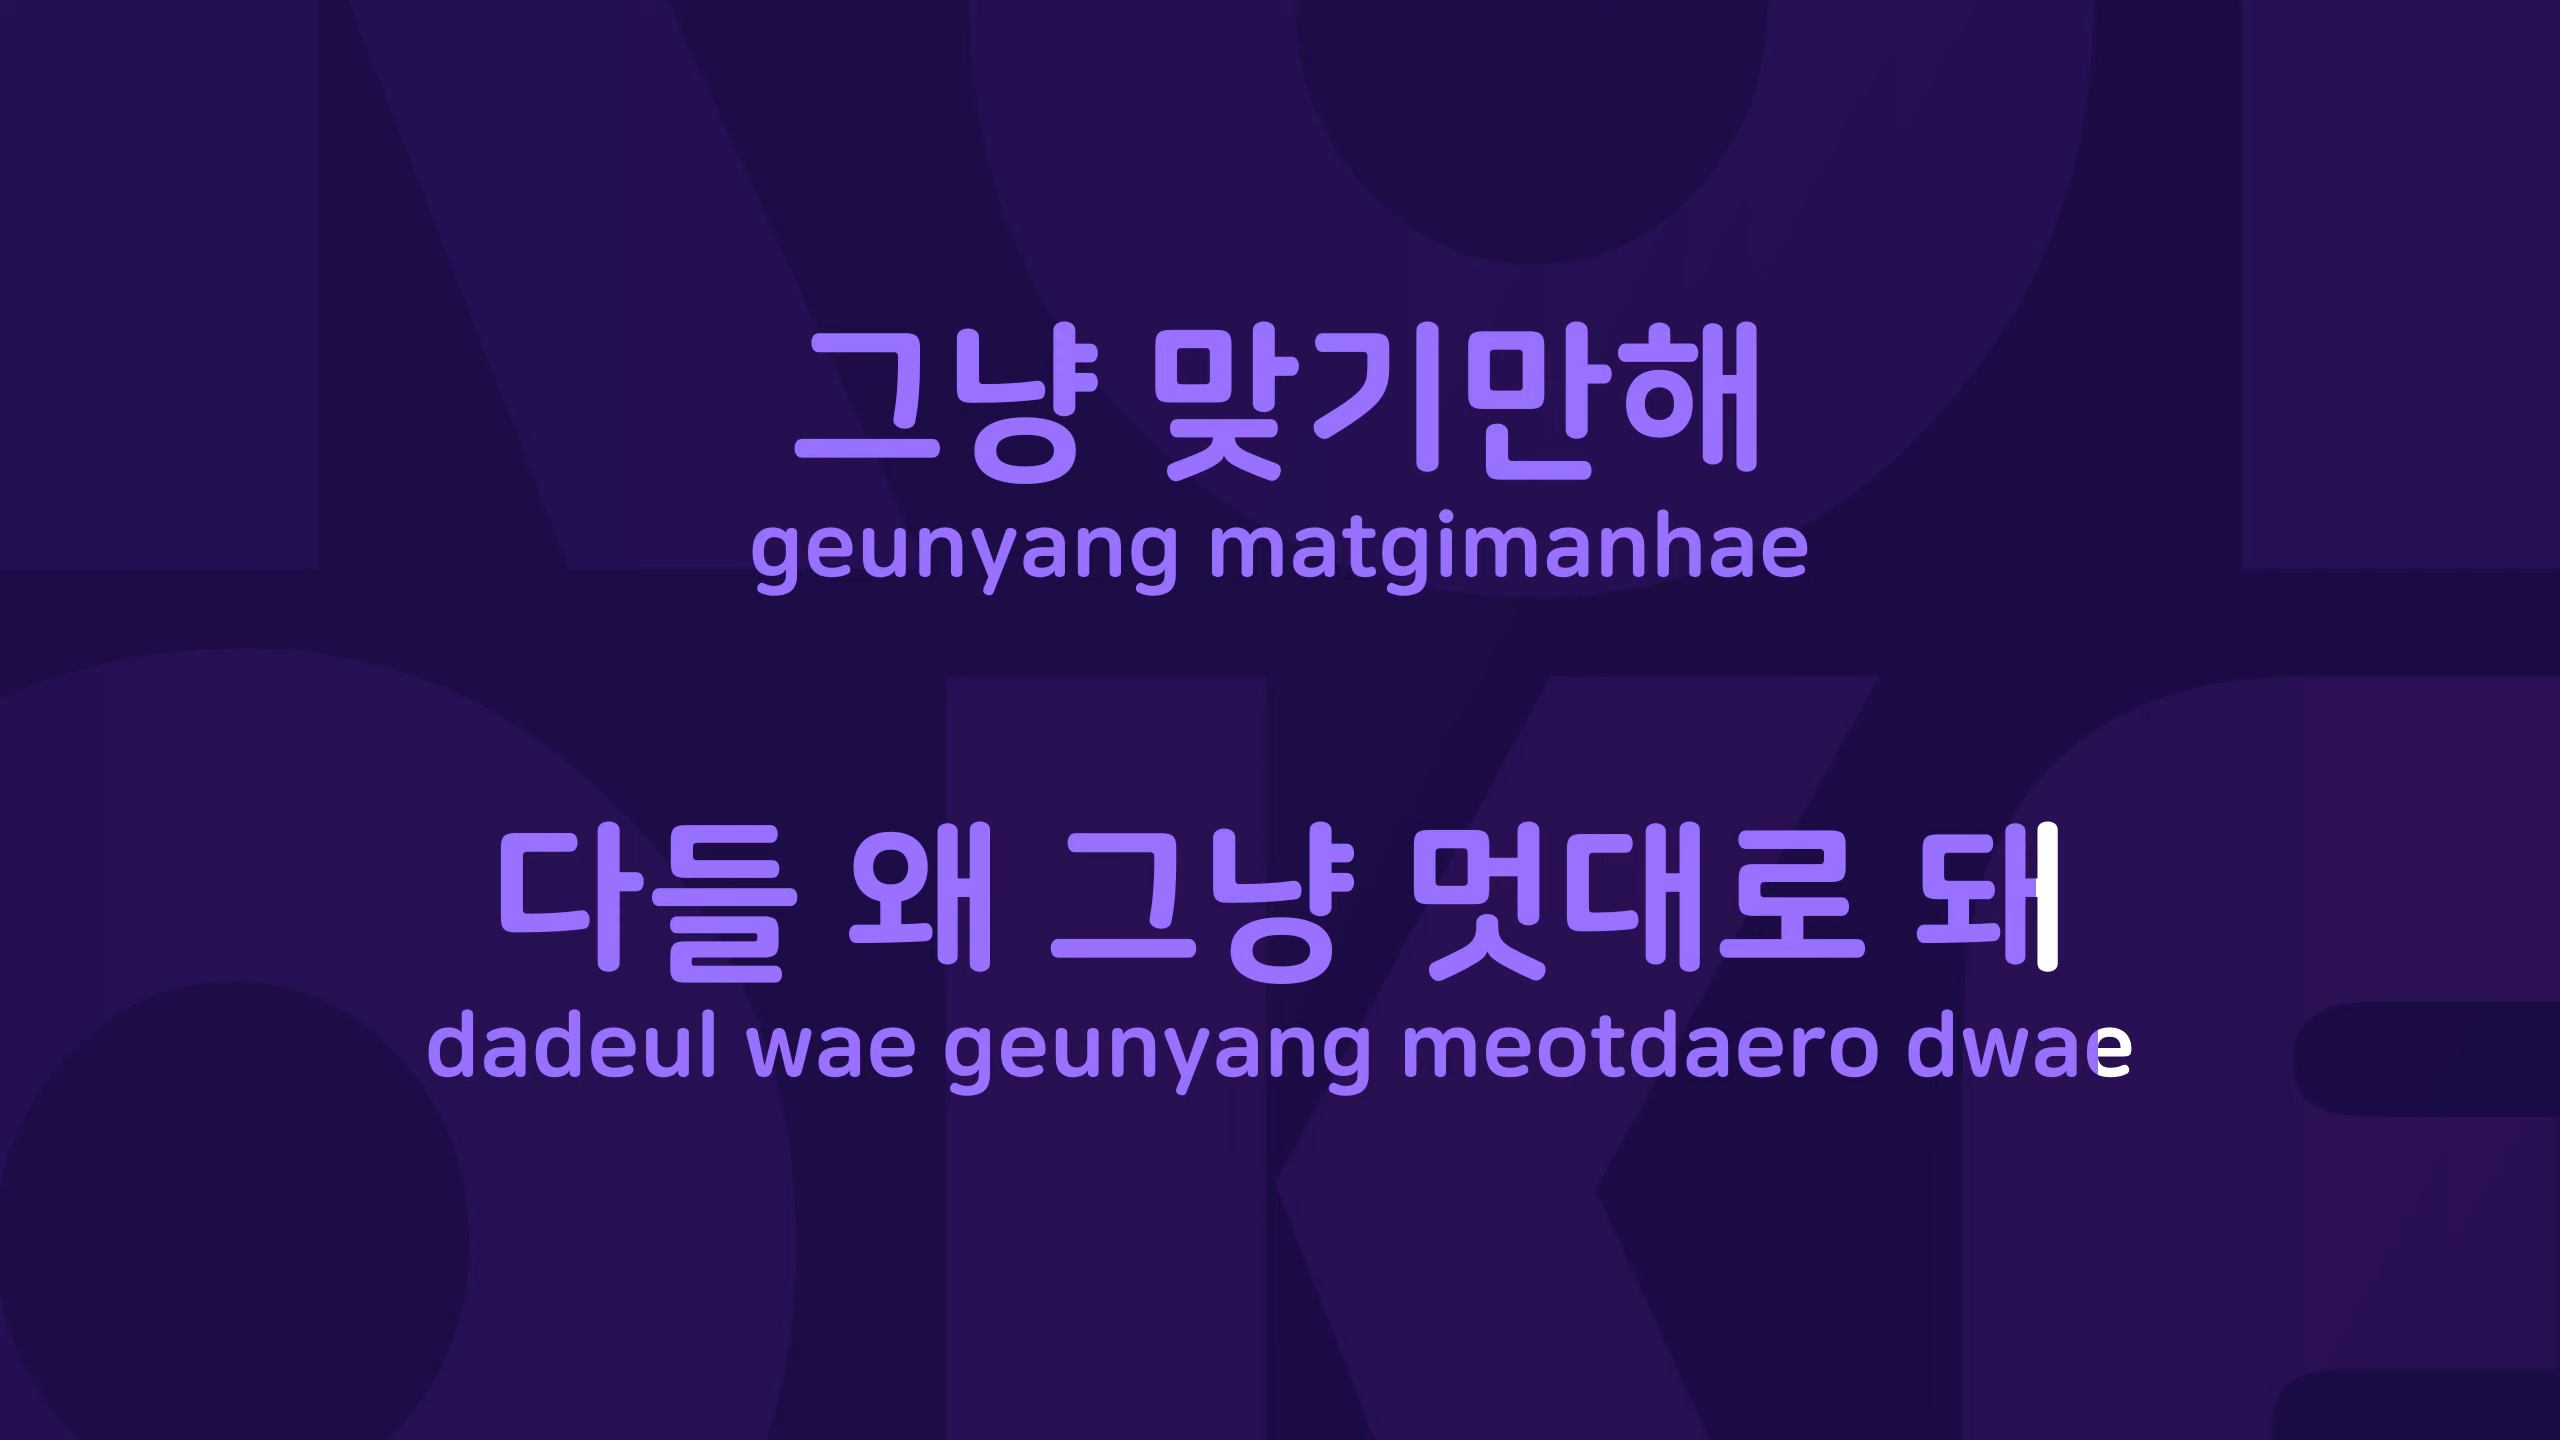 그냥 맞기만해
geunyang matgimanhae
다들 왜 그냥 멋대로 돼
dadeul wae geunyang meotdaero dwae